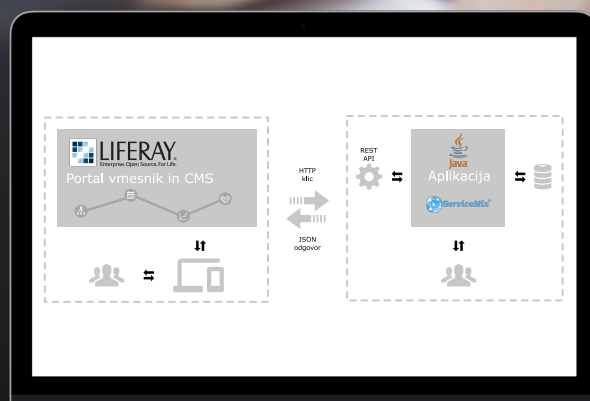 LIFERAY.
Enterprise. Open Source. For Life.
Portal vmesnik in CMS
HTTP
klic
JSON
odgovor
REST
API
Java
Aplikacija
ServiceMix